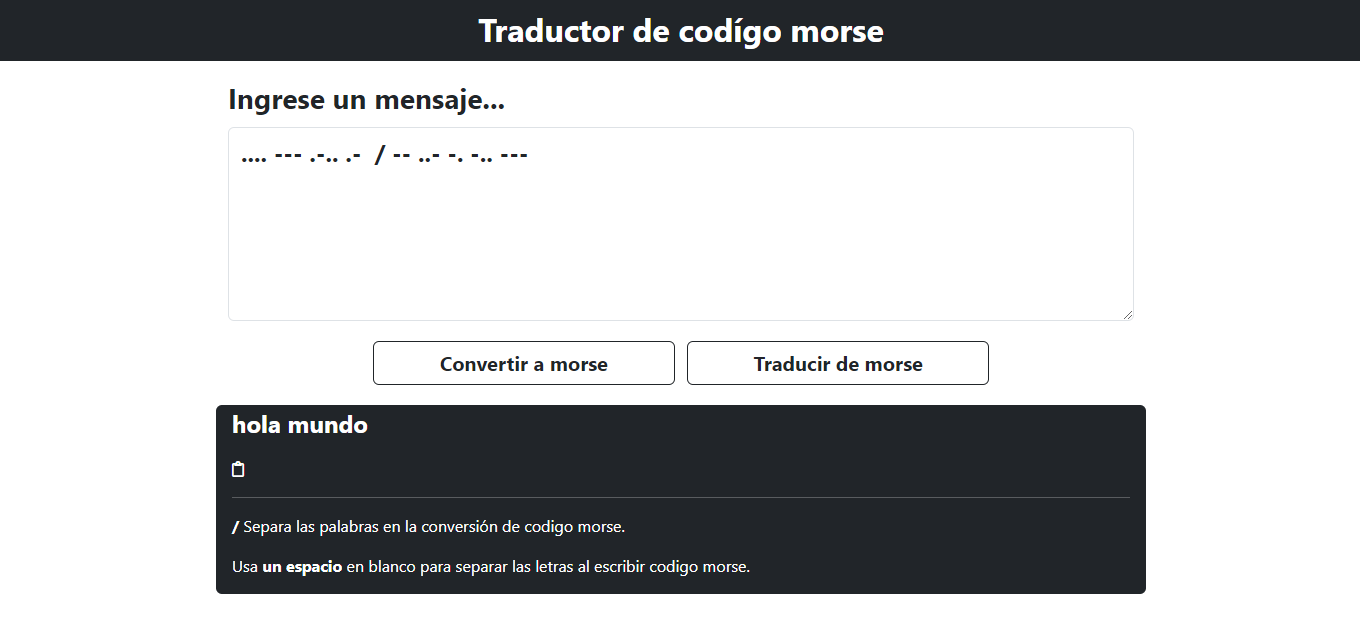 Traductor de codígo morse
Ingrese un mensaje...
.... --- .-.. .-  / -- ..- -. -.. ---
Convertir a morse
Traducir de morse
hola mundo
/ Separa las palabras en la conversión de codigo morse.
Usa un espacio en blanco para separar las letras al escribir codigo morse.